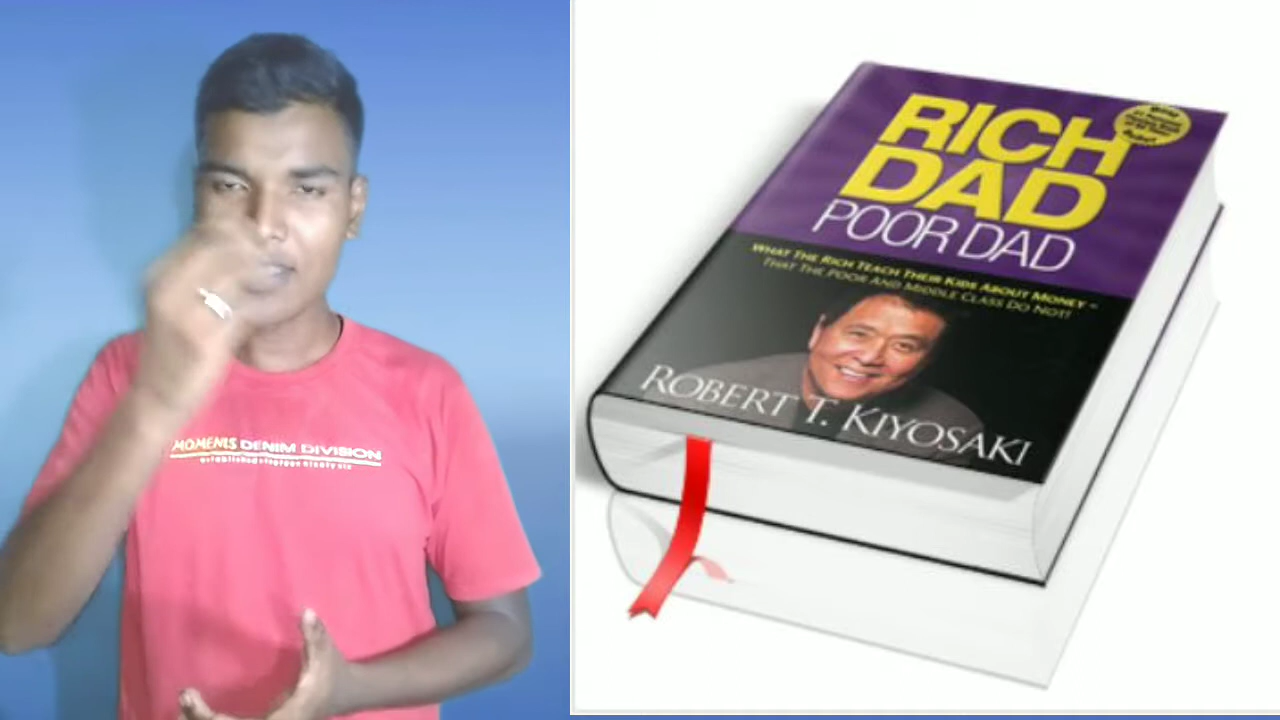 MOMENTS DENIM DIVISION
RICH
DAD
POOR DAD
WHAT THE RICH TEACH THEIR KIDS ABOUT MONEY –
THAT THE POOR AND MIDDLE CLASS DO NOT!
ROBERT T. KIYOSAKI